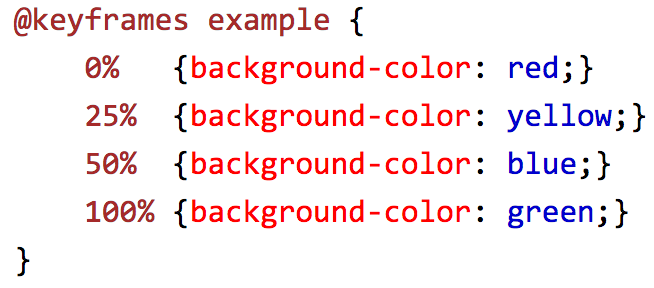 @keyframes example {
    0%   {background-color: red;}
    25%  {background-color: yellow;}
    50%  {background-color: blue;}
    100% {background-color: green;}
}